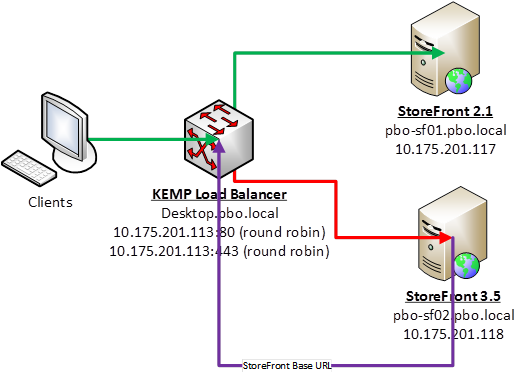 StoreFront 2.1
pbo-sf01.pbo.local
10.175.201.117
Clients
KEMP Load Balancer
Desktop.pbo.local
10.175.201.113:80 (round robin)
10.175.201.113:443 (round robin)
StoreFront 3.5
pbo-sf02.pbo.local
10.175.201.118
StoreFront Base URL